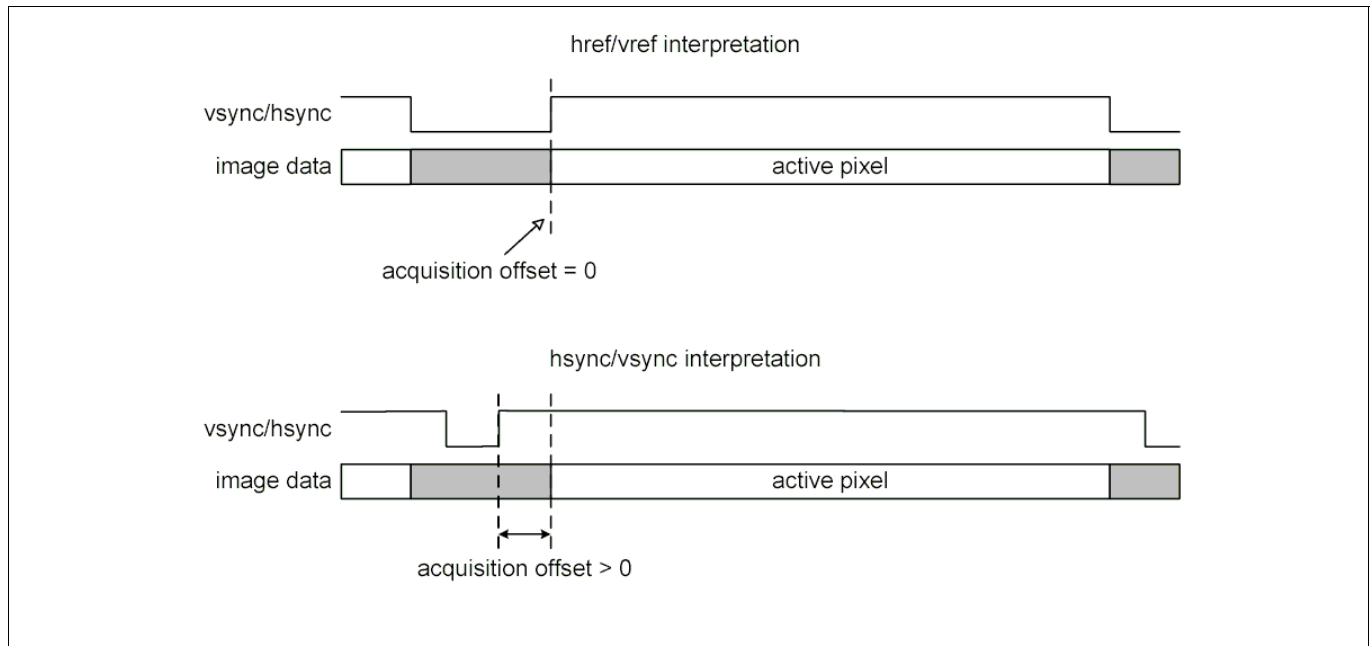 href/vref interpretation
vsync/hsync
image data
active pixel
acquisition offset = 0
hsync/vsync interpretation
vsync/hsync
image data
active pixel
acquisition offset > 0